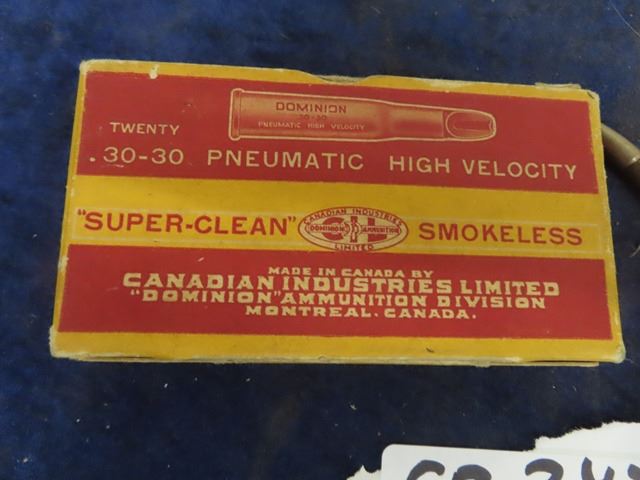 DOMINION
30-30
PNEUMATIC HIGH VELOCITY
TWENTY
.30-30 PNEUMATIC HIGH VELOCITY
"SUPER-CLEAN" SMOKELESS
CANADIAN INDUSTRIES
CIL
DOMINION AMMUNITION
LIMITED
MADE IN CANADA BY
CANADIAN INDUSTRIES LIMITED
"DOMINION" AMMUNITION DIVISION
MONTREAL. CANADA.